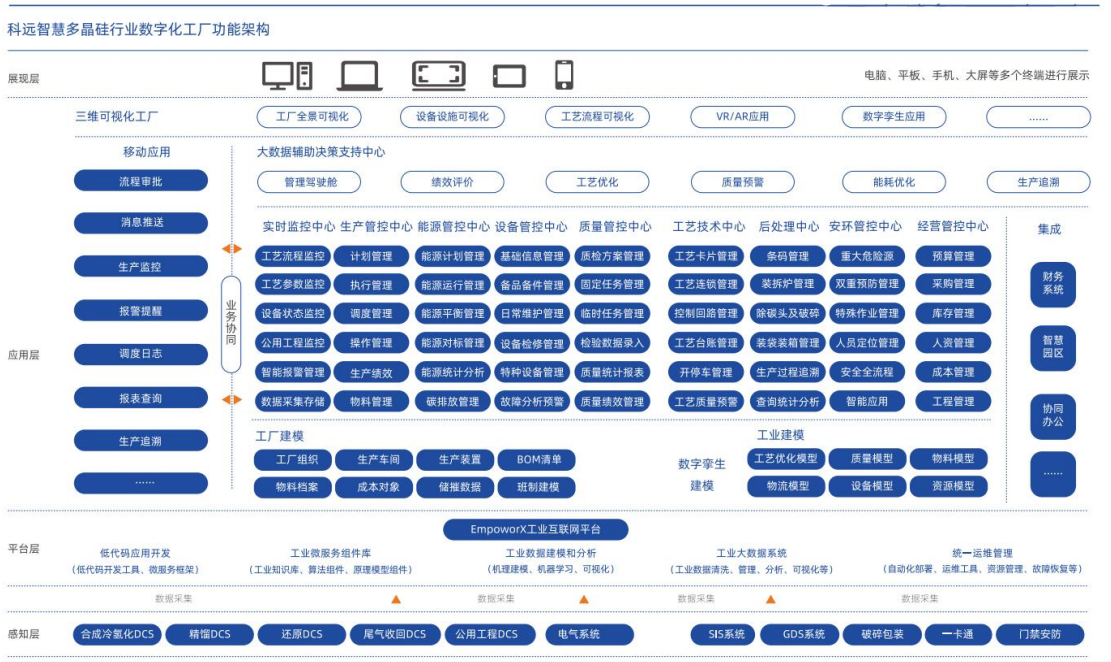 科远智慧多晶硅行业数字化工厂功能架构
展现层
电脑、平板、手机、大屏等多个终端进行展示
三维可视化工厂
工厂全景可视化
设备设施可视化
工艺流程可视化
VR/AR应用
数字孪生应用
......
应用层
移动应用
流程审批
消息推送
生产监控
报警提醒
调度日志
报表查询
生产追溯
......
业务协同
大数据辅助决策支持中心
管理驾驶舱
绩效评价
工艺优化
质量预警
能耗优化
生产追溯
实时监控中心 生产管控中心 能源管控中心 设备管控中心 质量管控中心 工艺技术中心 后处理中心 安环管控中心 经营管控中心
工艺流程监控 计划管理 能源计划管理 基础信息管理 质检方案管理 工艺卡片管理 条码管理 重大危险源 预算管理
工艺参数监控 执行管理 能源运行管理 备品备件管理 固定任务管理 工艺连锁管理 装拆炉管理 双重预防管理 采购管理
设备状态监控 调度管理 能源平衡管理 日常维护管理 临时任务管理 控制回路管理 除碳头及破碎 特殊作业管理 库存管理
公用工程监控 操作管理 能源对标管理 设备检修管理 检验数据录入 工艺台账管理 装袋装箱管理 人员定位管理 人资管理
智能报警管理 生产绩效 能源统计分析 特种设备管理 质量统计报表 开停车管理 生产过程追溯 安全全流程 成本管理
数据采集存储 物料管理 碳排放管理 故障分析预警 质量绩效管理 工艺质量预警 查询统计分析 智能应用 工程管理
集成
财务
系统
智慧
园区
协同
办公
......
工厂建模
工厂组织 生产车间 生产装置 BOM清单
物料档案 成本对象 储摧数据 班制建模
数字孪生
建模
工业建模
工艺优化模型 质量模型 物料模型
物流模型 设备模型 资源模型
平台层
EmpoworX工业互联网平台
低代码应用开发
（低代码开发工具、微服务框架）
工业微服务组件库
（工业知识库、算法组件、原理模型组件）
工业数据建模和分析
（机理建模、机器学习、可视化）
工业大数据系统
（工业数据清洗、管理、分析、可视化等）
统一运维管理
（自动化部署、运维工具、资源管理、故障恢复等）
数据采集 数据采集 数据采集 数据采集
感知层
合成冷氢化DCS 精馏DCS 还原DCS 尾气收回DCS 公用工程DCS 电气系统 SIS系统 GDS系统 破碎包装 一卡通 门禁安防